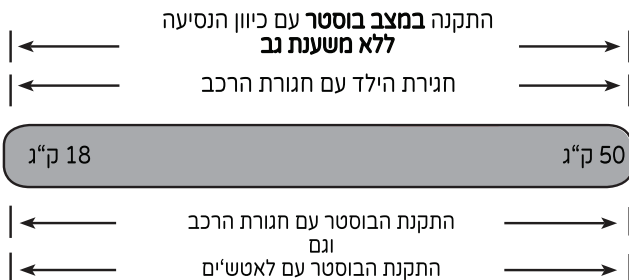 התקנה במצב בוסטר עם כיוון הנסיעה
ללא משענת גב
חגירת הילד עם חגורת הרכב
50 ק"ג
18 ק"ג
התקנת הבוסטר עם חגורת הרכב
וגם
התקנת הבוסטר עם לאטש'ים